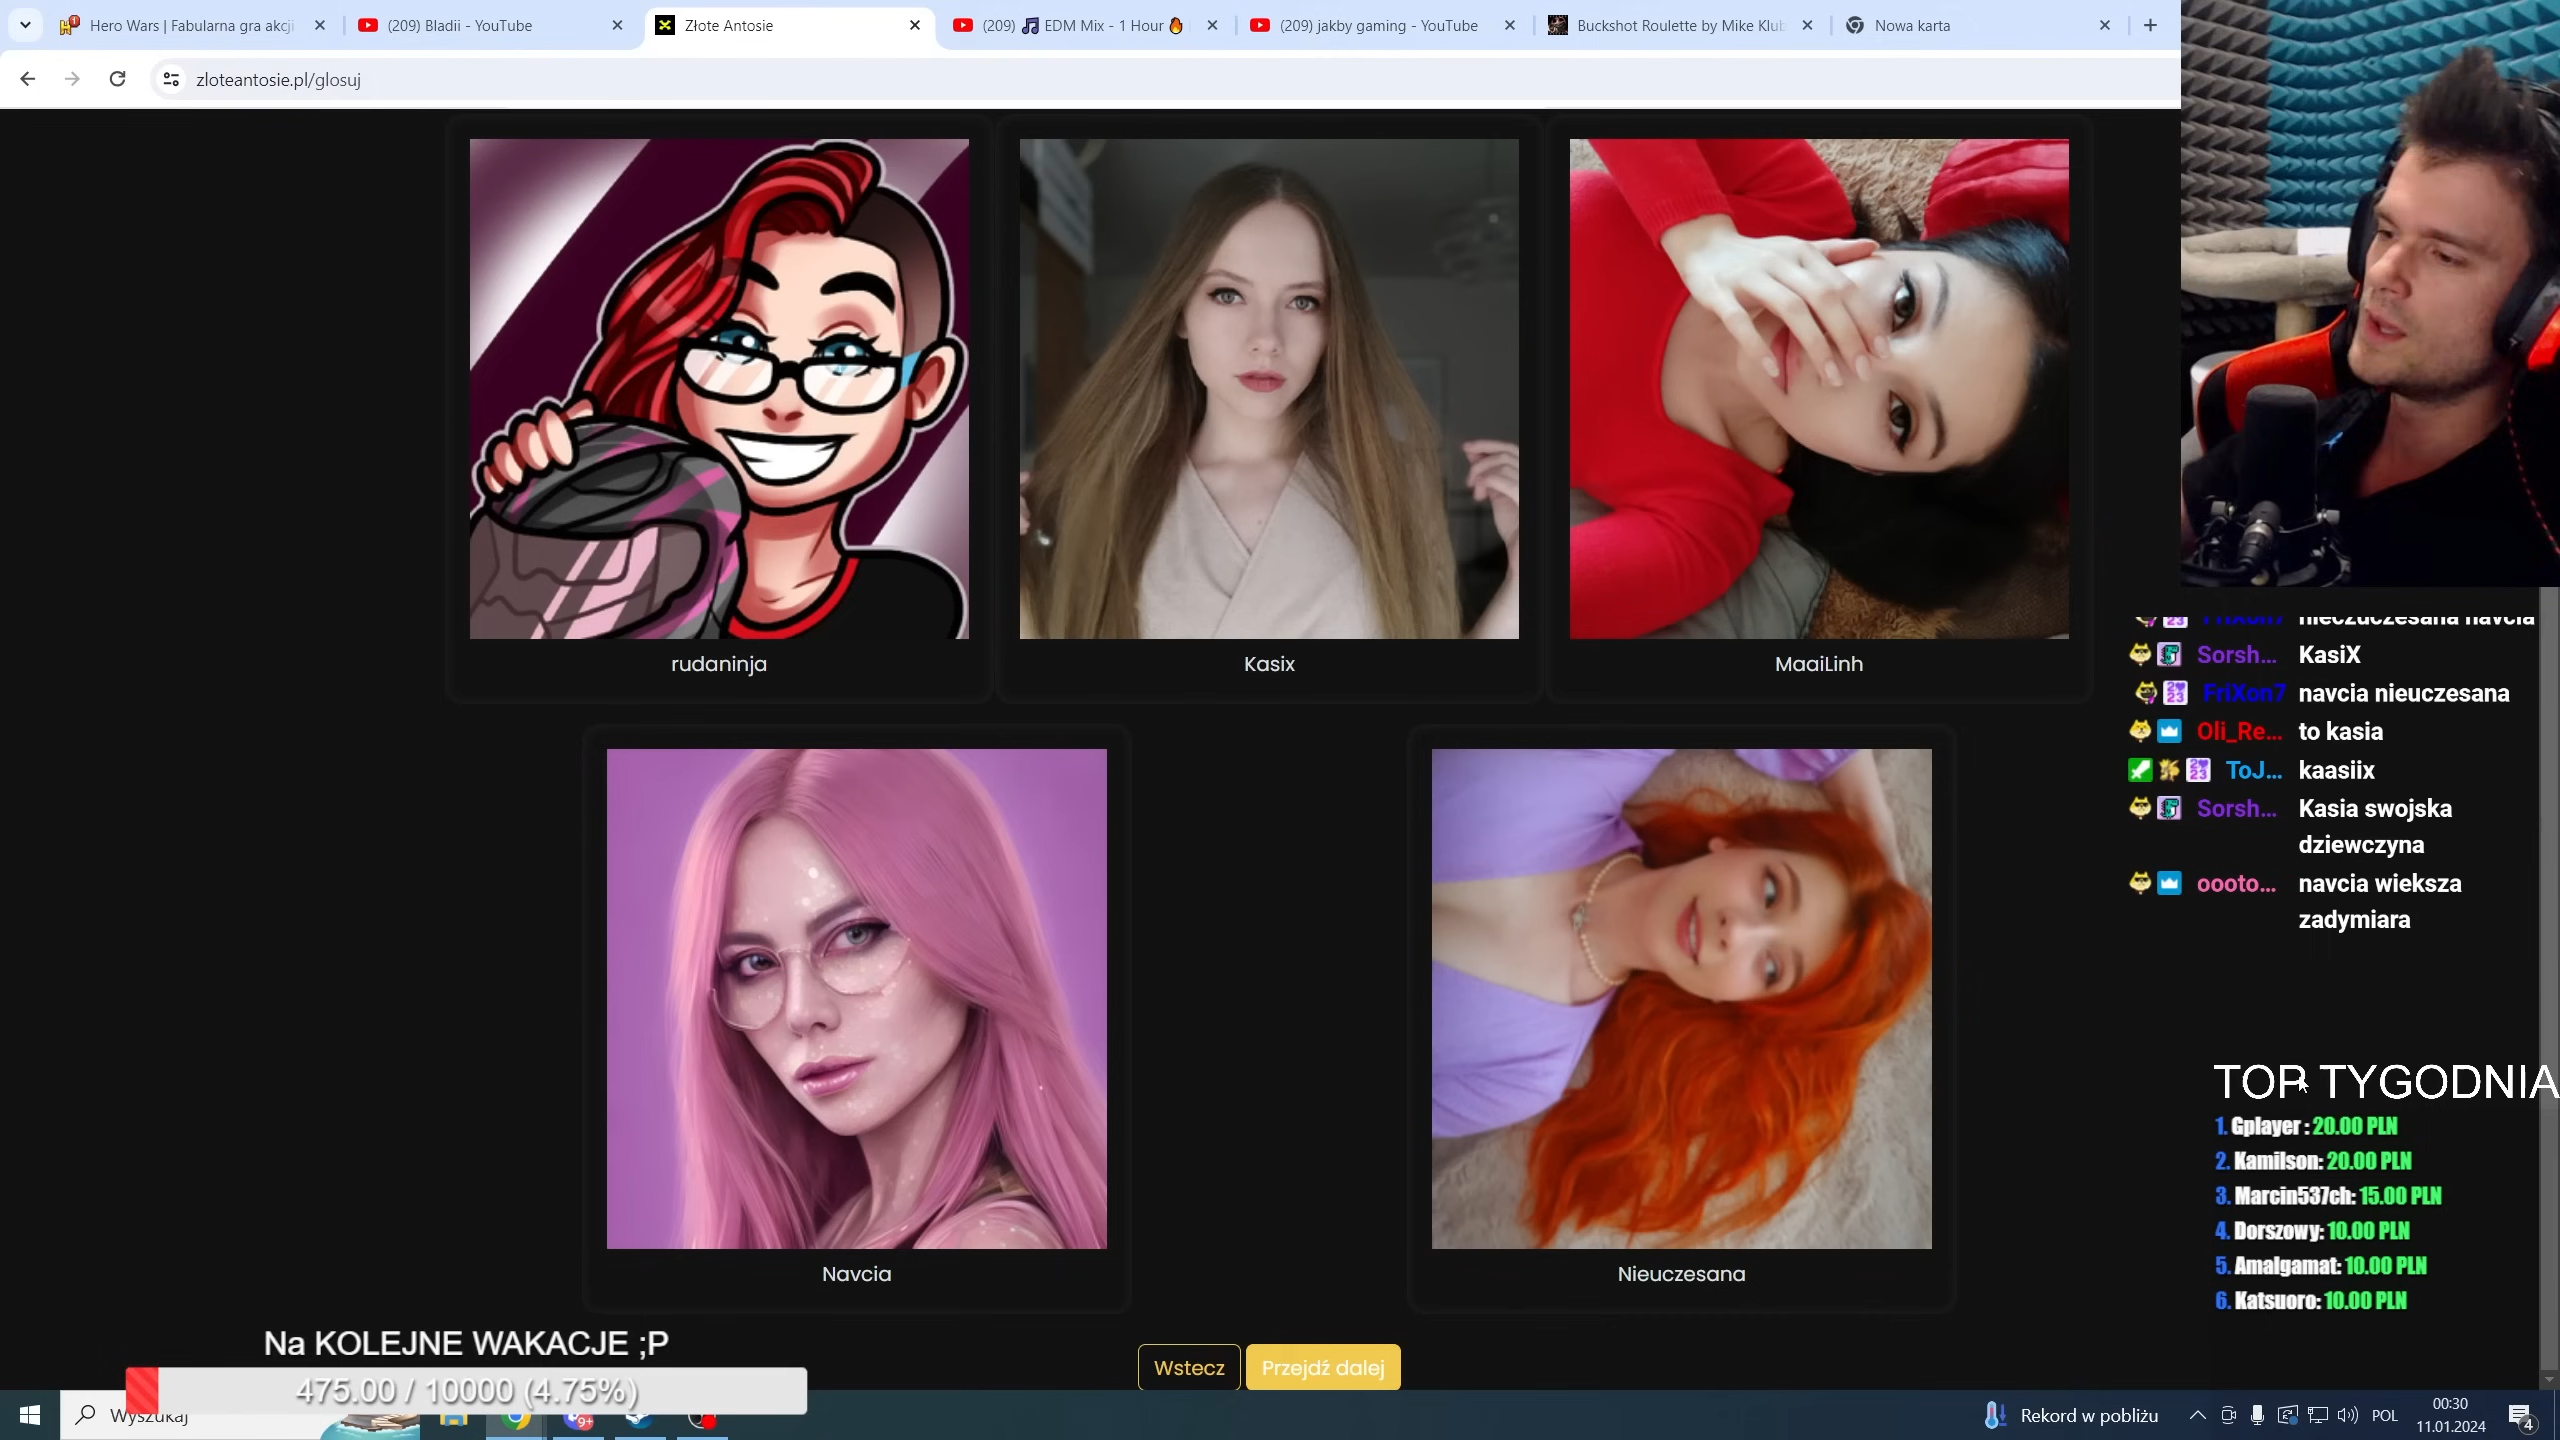 Hero Wars | Fabularna gra akcji
(209) Bladii - YouTube
Złote Antosie
(209) 🎵 EDM Mix - 1 Hour 🔥
(209) jakby gaming - YouTube
Buckshot Roulette by Mike Klub
Nowa karta
zloteantosie.pl/glosuj
rudaninja
Kasix
MaaiLinh
Navcia
Nieuczesana
Wstecz
Przejdź dalej
FriXon7 nieczuczesana navcia
Sorsh... KasiX
FriXon7 navcia nieuczesana
Oli_Re... to kasia
ToJ... kaasiix
Sorsh... Kasia swojska
dziewczyna
oooto... navcia wieksza
zadymiara
TOP TYGODNIA
1. Gplayer : 20.00 PLN
2. Kamilson: 20.00 PLN
3. Marcin537ch: 15.00 PLN
4. Dorszowy: 10.00 PLN
5. Amalgamat: 10.00 PLN
6. Katsuoro: 10.00 PLN
Na KOLEJNE WAKACJE ;P
475.00 / 10000 (4.75%)
Wyszukaj
9+
Rekord w pobliżu
POL
00:30
11.01.2024
4